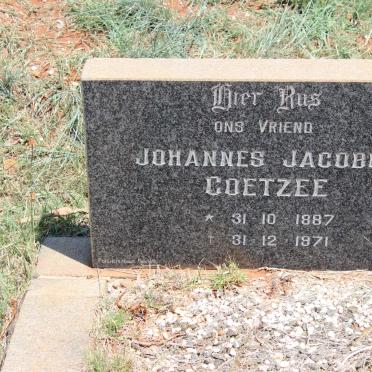 Hier Rus
ONS VRIEND
JOHANNES JACOB
COETZEE
* 31 10 1887
† 31 12 1971